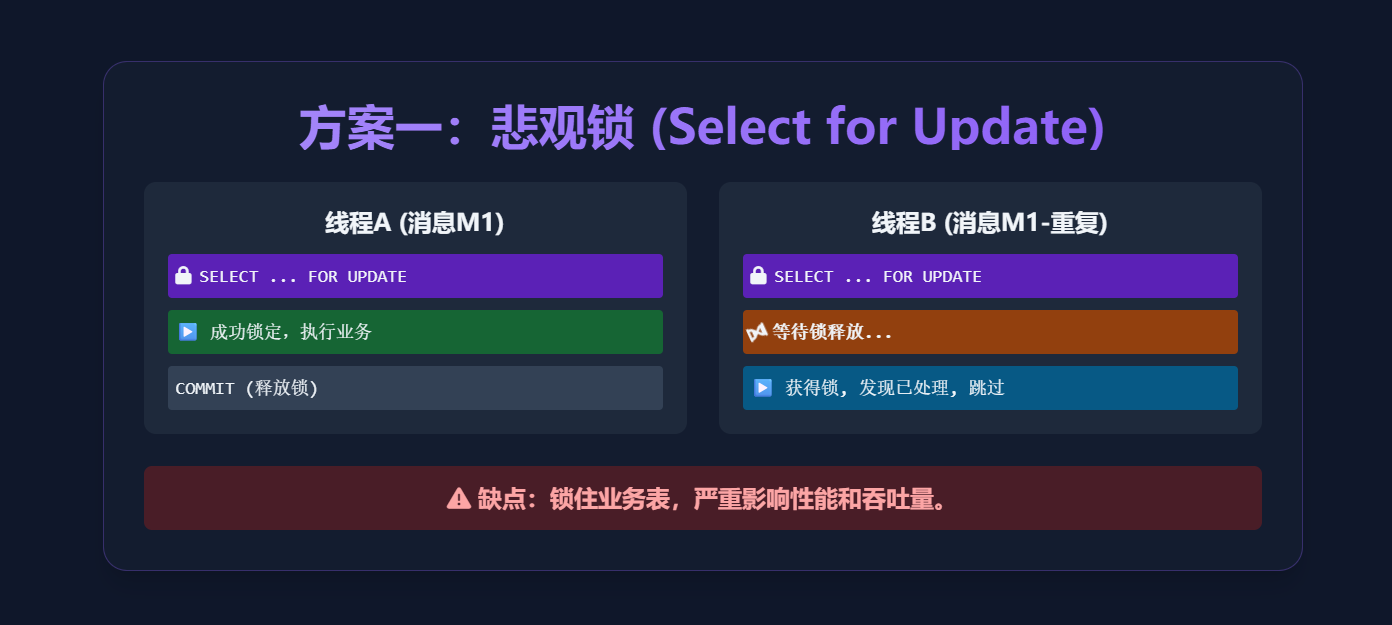 方案一：悲观锁 (Select for Update)
线程A (消息M1)
SELECT ... FOR UPDATE
成功锁定，执行业务
COMMIT (释放锁)
线程B (消息M1-重复)
SELECT ... FOR UPDATE
等待锁释放...
获得锁, 发现已处理, 跳过
缺点：锁住业务表，严重影响性能和吞吐量。